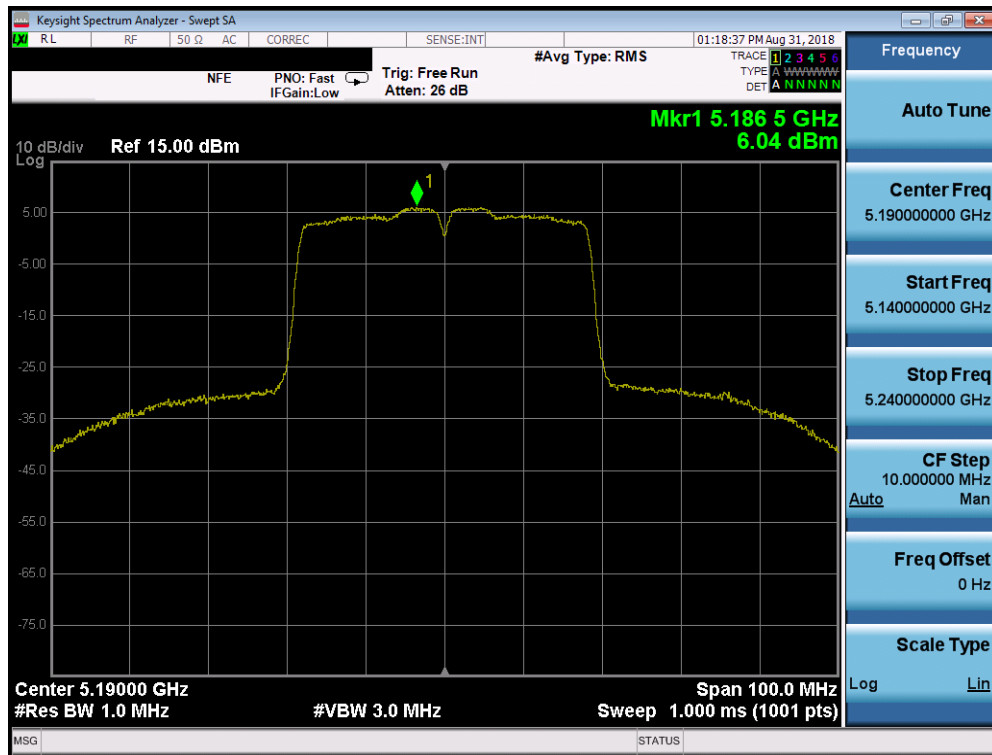 Keysight Spectrum Analyzer - Swept SA
LXI RL RF 50 Ω AC CORREC SENSE:INT 01:18:37 PM Aug 31, 2018
#Avg Type: RMS TRACE 1 2 3 4 5 6
NFE PNO: Fast Trig: Free Run TYPE A WWWWW
IFGain:Low Atten: 26 dB DET A N N N N N
Mkr1 5.186 5 GHz
6.04 dBm
10 dB/div Ref 15.00 dBm
Log
1
5.00
-5.00
-15.0
-25.0
-35.0
-45.0
-55.0
-65.0
-75.0
Center 5.19000 GHz Span 100.0 MHz
#Res BW 1.0 MHz #VBW 3.0 MHz Sweep 1.000 ms (1001 pts)
MSG STATUS
Frequency
Auto Tune
Center Freq
5.190000000 GHz
Start Freq
5.140000000 GHz
Stop Freq
5.240000000 GHz
CF Step
10.000000 MHz
Auto Man
Freq Offset
0 Hz
Scale Type
Log Lin